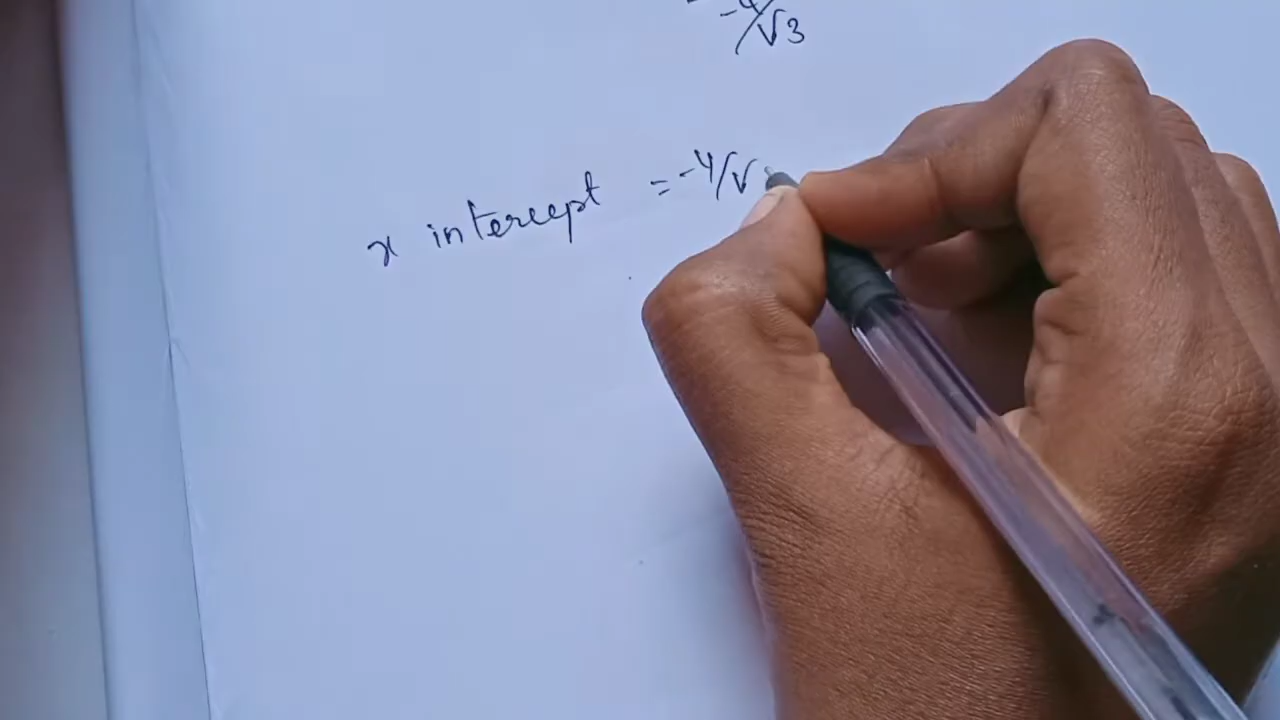 -4/√3
x intercept = -4/√